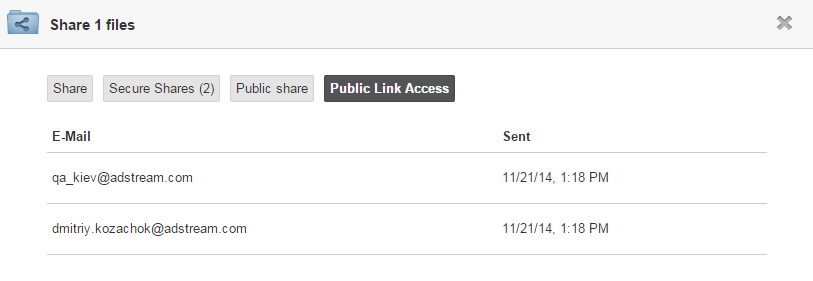 Share 1 files
Share Secure Shares (2) Public share Public Link Access
E-Mail Sent
qa_kiev@adstream.com 11/21/14, 1:18 PM
dmitriy.kozachok@adstream.com 11/21/14, 1:18 PM